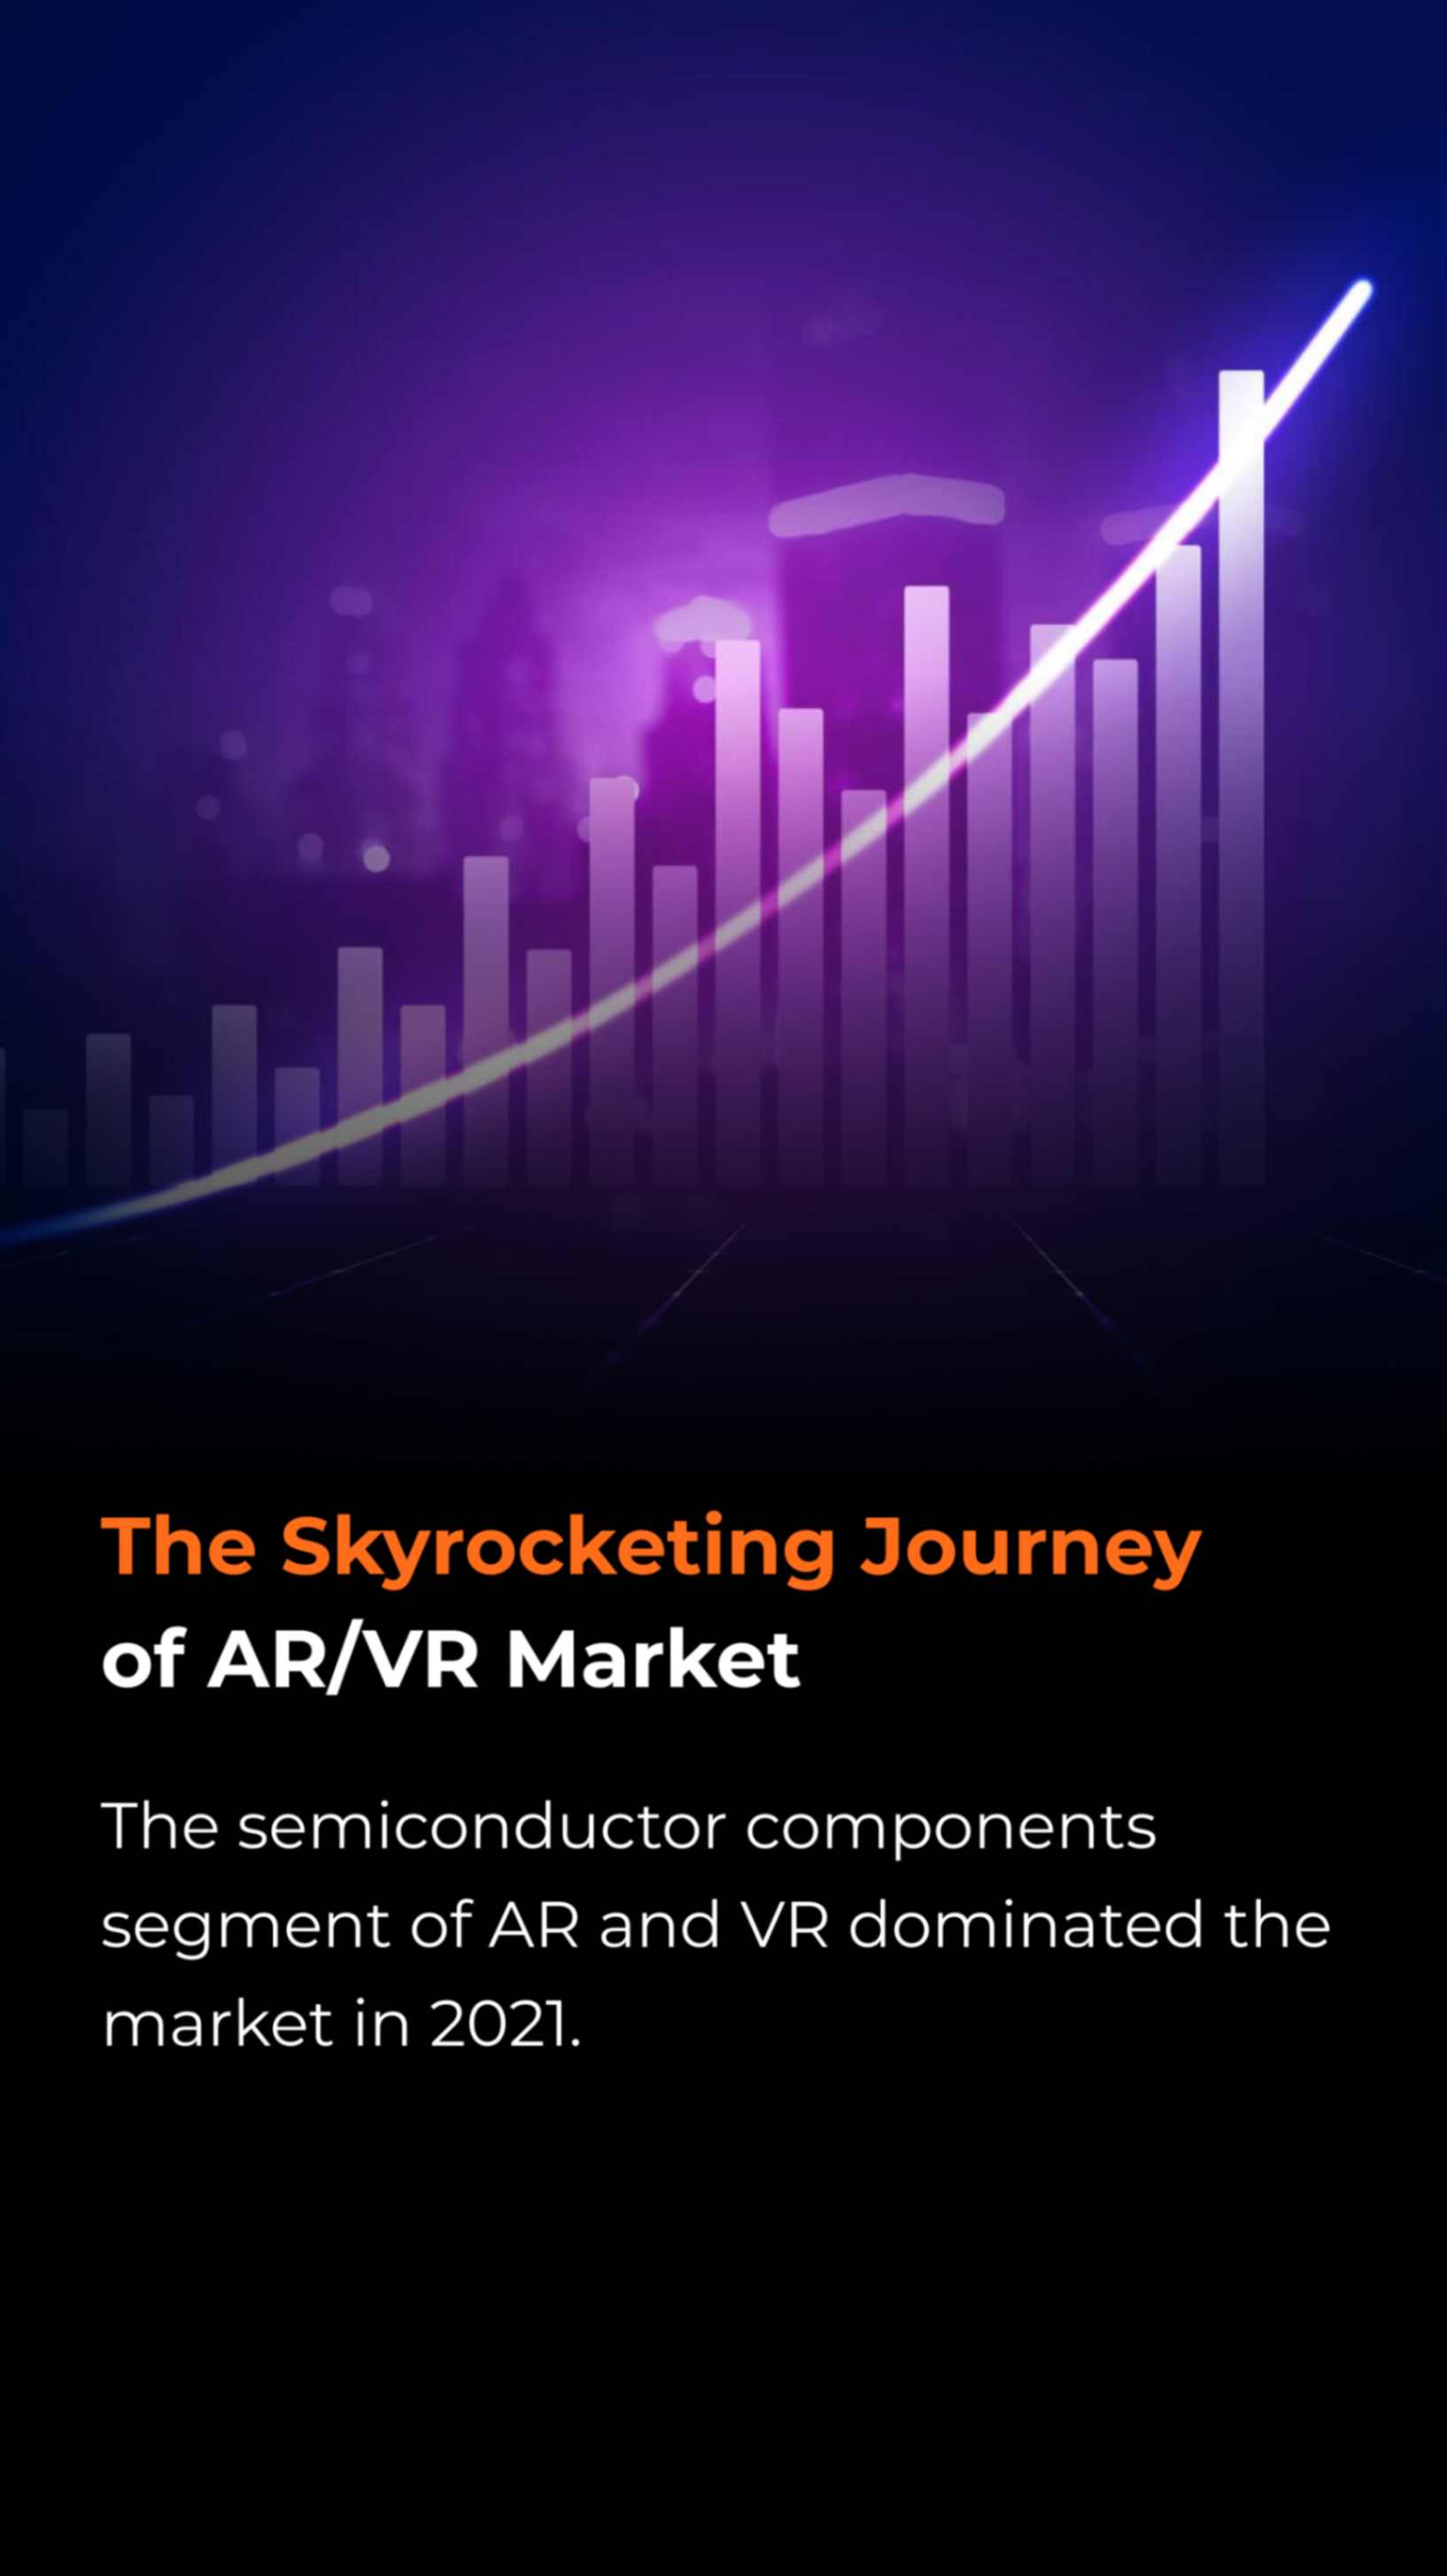 The Skyrocketing Journey
of AR/VR Market
The semiconductor components
segment of AR and VR dominated the
market in 2021.